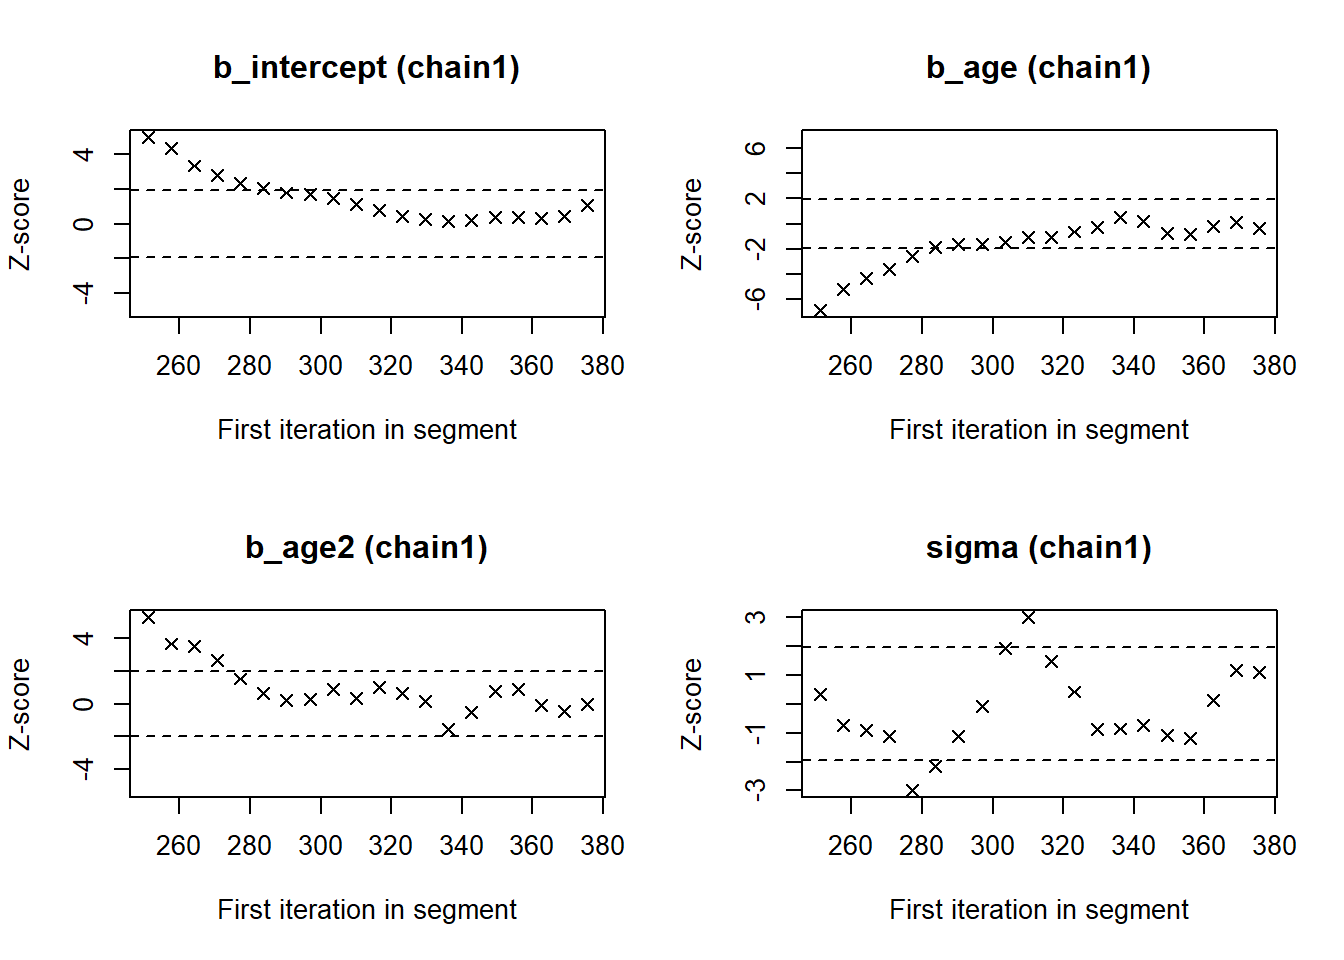 b_intercept (chain1)
Z-score
4
0
-4
260 280 300 320 340 360 380
First iteration in segment
b_age (chain1)
Z-score
6
2
-2
-6
260 280 300 320 340 360 380
First iteration in segment
b_age2 (chain1)
Z-score
4
0
-4
260 280 300 320 340 360 380
First iteration in segment
sigma (chain1)
Z-score
3
1
-1
-3
260 280 300 320 340 360 380
First iteration in segment